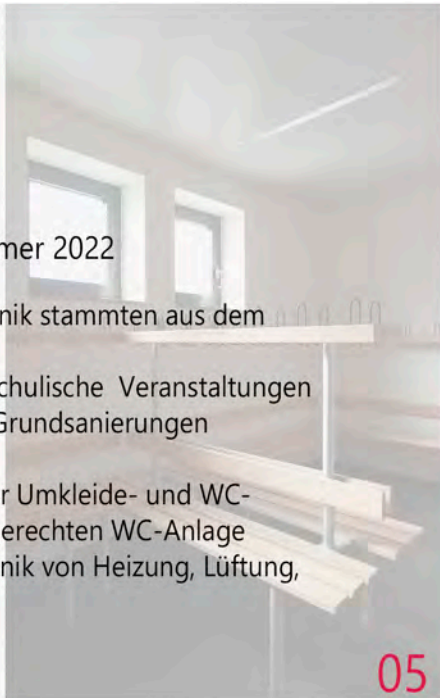 mer 2022
nik stammten aus dem
chulische Veranstaltungen
Grundsanierungen
r Umkleide- und WC-
erechten WC-Anlage
nik von Heizung, Lüftung,
05